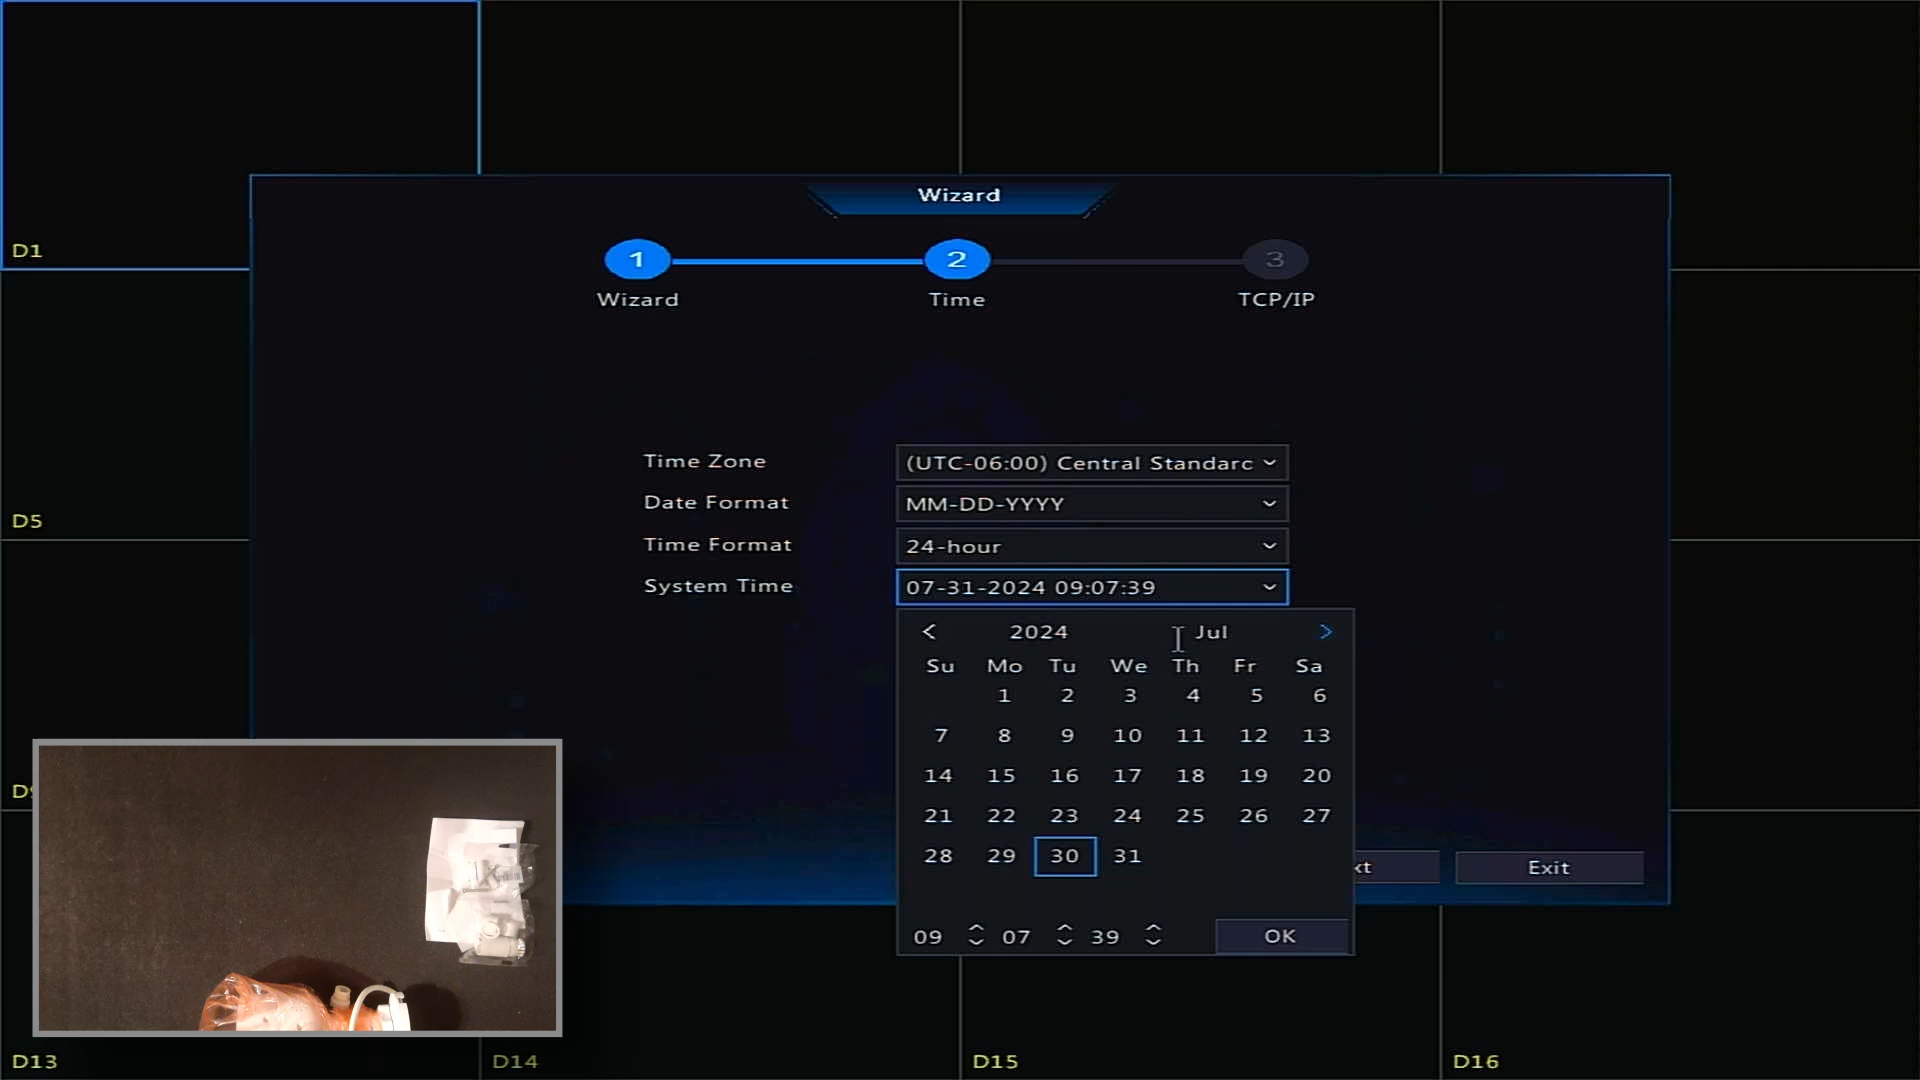 Wizard
1 2 3
Wizard Time TCP/IP
D1
Time Zone (UTC-06:00) Central Standarc
Date Format MM-DD-YYYY
Time Format 24-hour
D5
System Time 07-31-2024 09:07:39
2024 Jul
Su Mo Tu We Th Fr Sa
1 2 3 4 5 6
7 8 9 10 11 12 13
14 15 16 17 18 19 20
21 22 23 24 25 26 27
28 29 30 31
xt Exit
09 07 39 OK
D13 D14 D15 D16